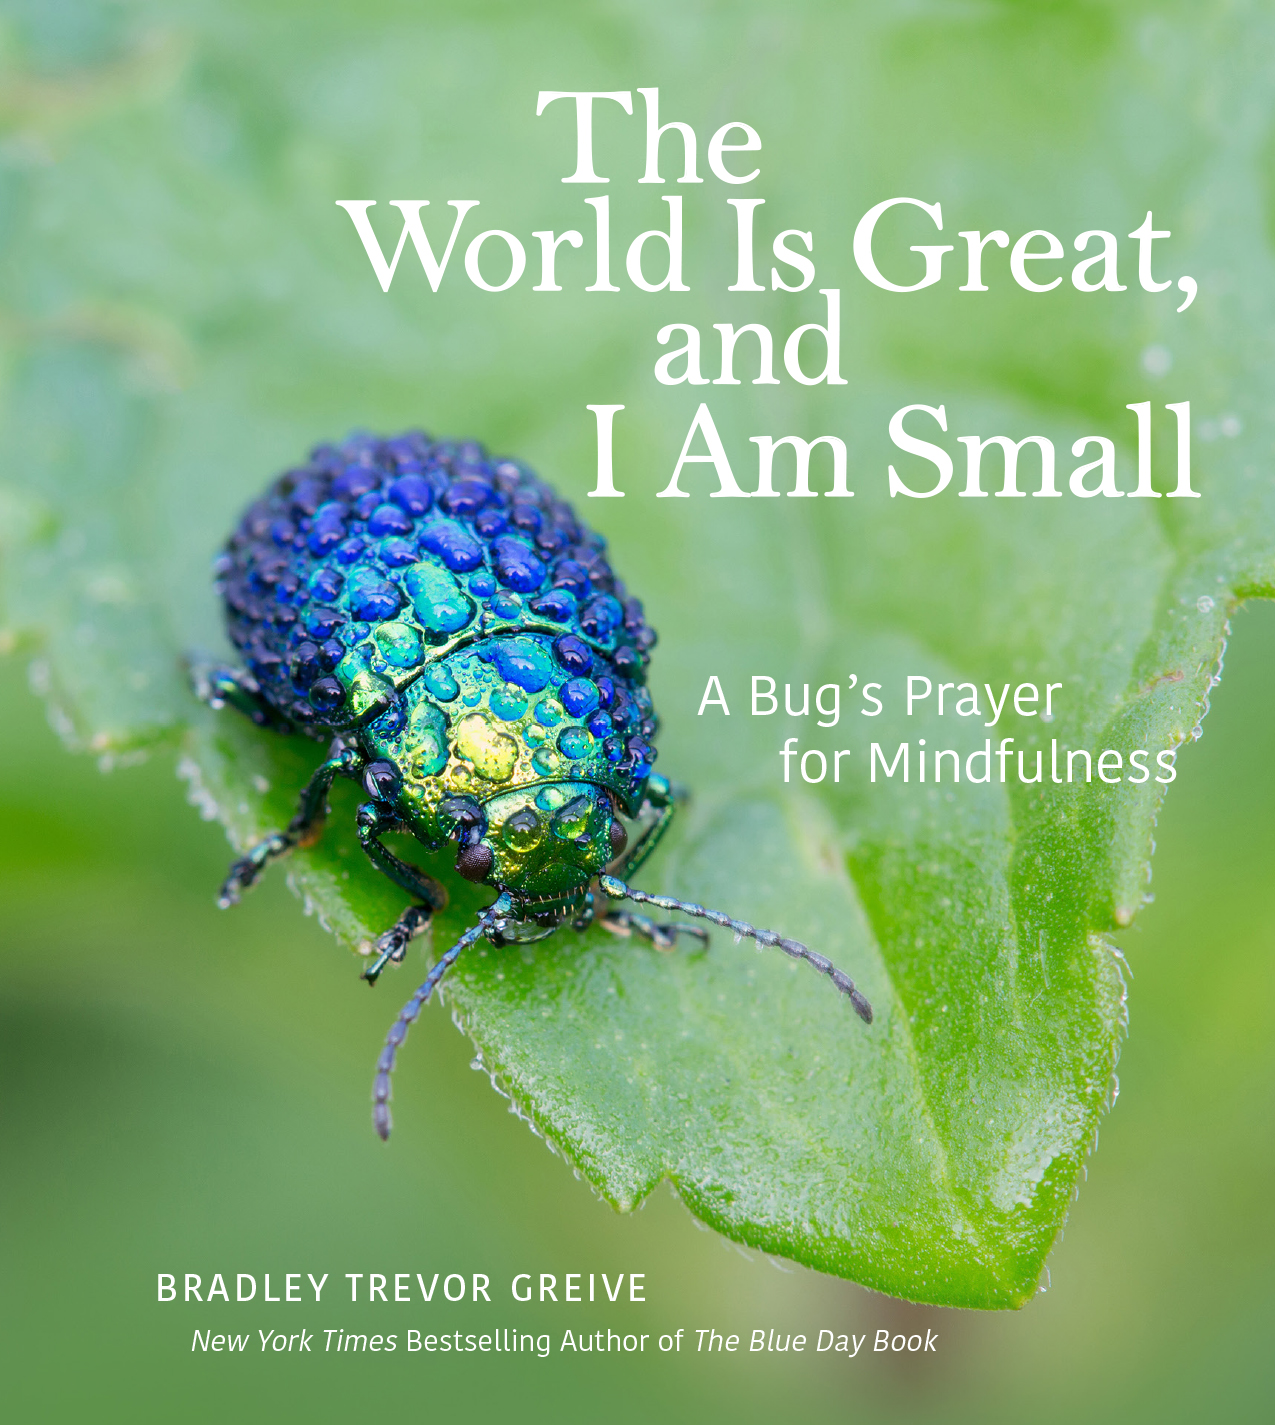 The
World Is Great,
and
I Am Small
A Bug’s Prayer
for Mindfulness
BRADLEY TREVOR GREIVE
New York Times Bestselling Author of The Blue Day Book